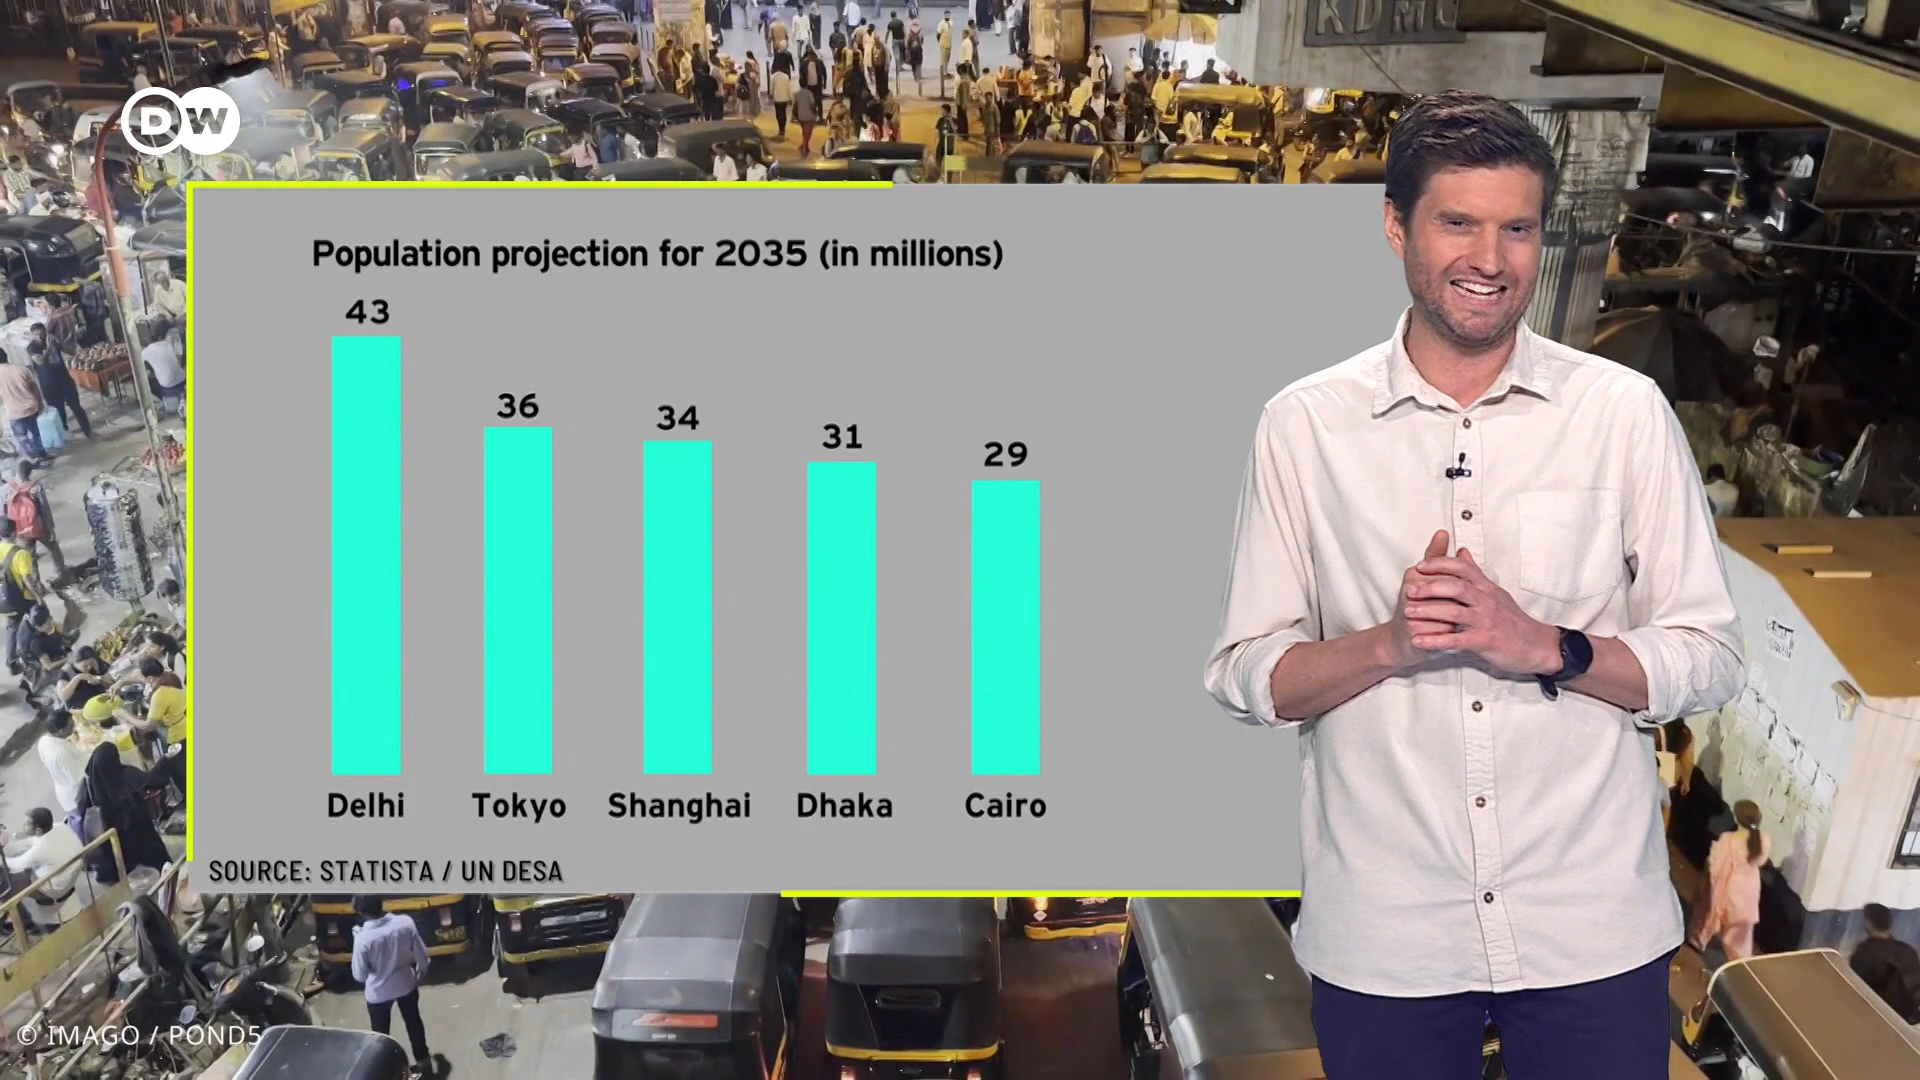 KDMC
DW
Population projection for 2035 (in millions)
43
36
34
31
29
Delhi
Tokyo
Shanghai
Dhaka
Cairo
SOURCE: STATISTA / UN DESA
© IMAGO / POND5